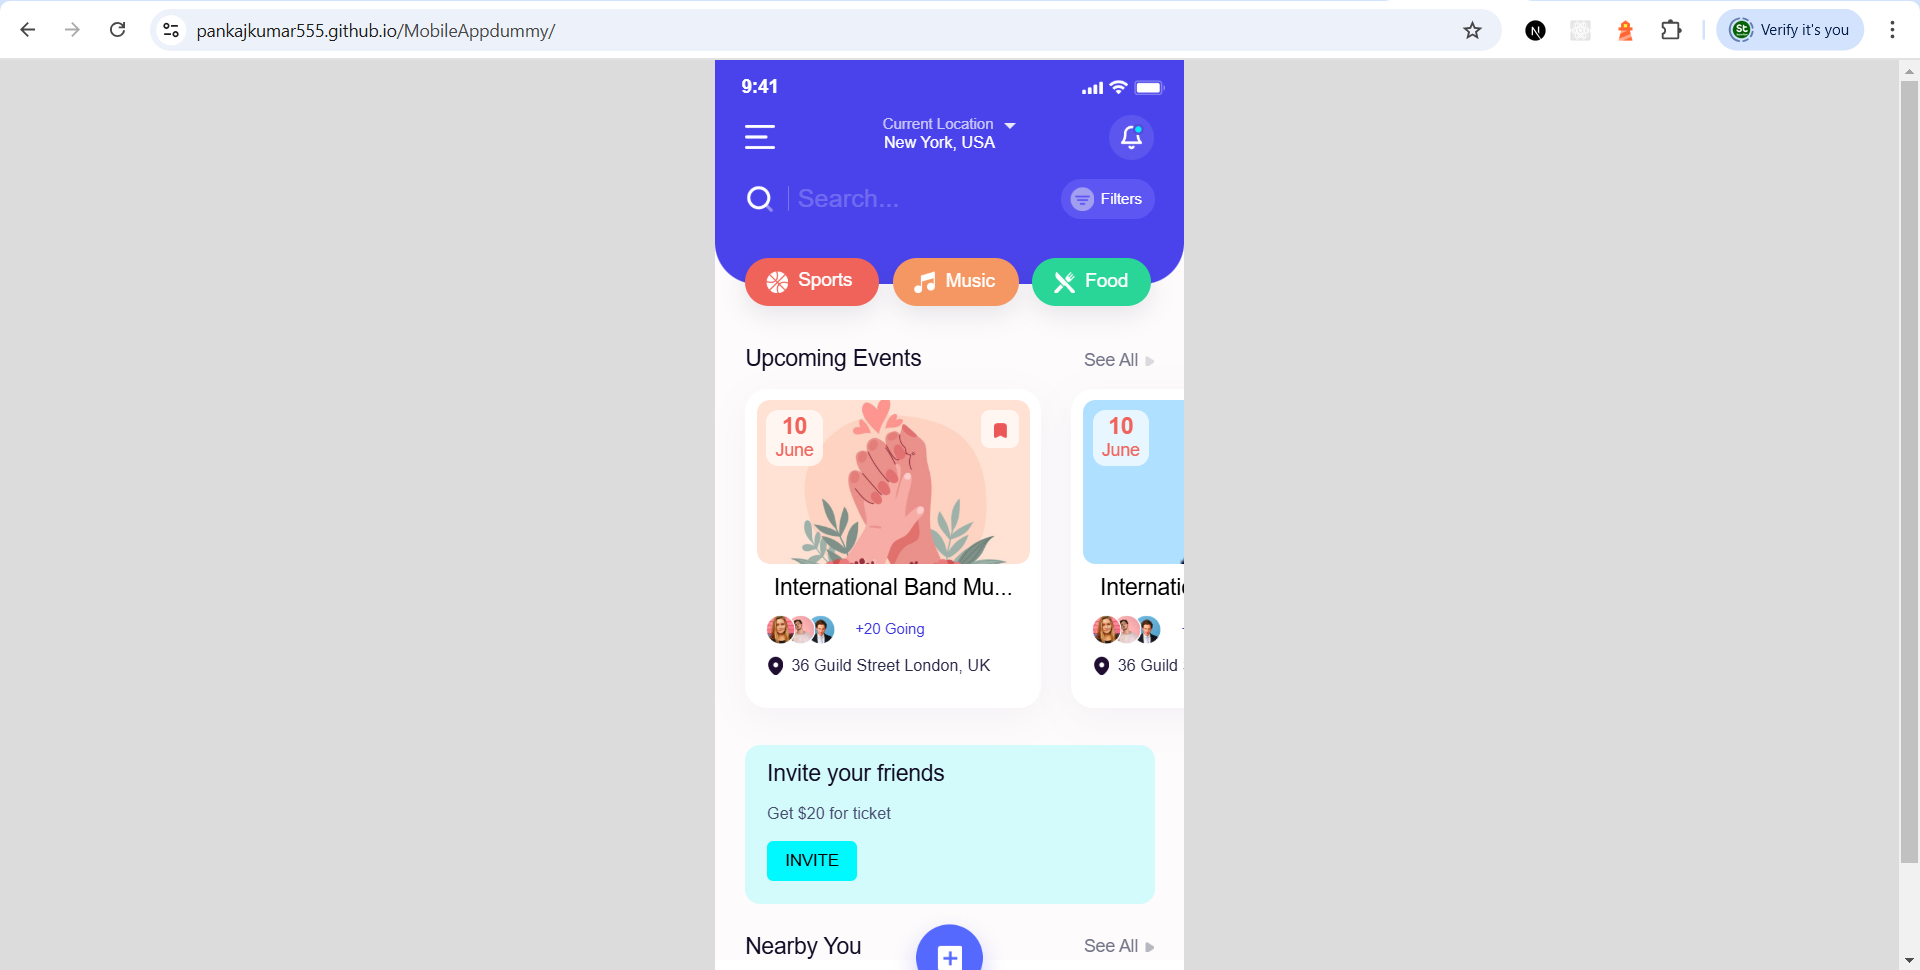 pankajkumar555.github.io/MobileAppdummy/
N
St
Verify it's you
9:41
Current Location
New York, USA
Search...
Filters
Sports
Music
Food
Upcoming Events
See All
10
June
10
June
International Band Mu...
Internati
+20 Going
36 Guild Street London, UK
36 Guild
Invite your friends
Get $20 for ticket
INVITE
Nearby You
See All